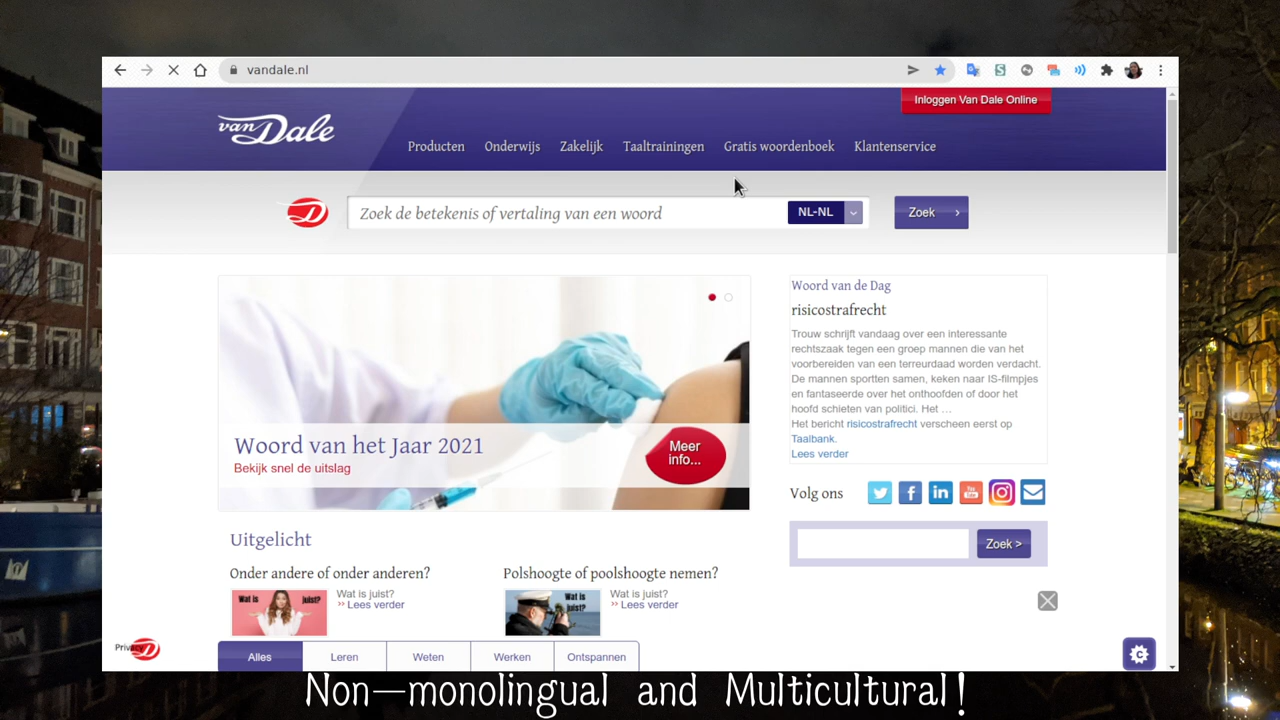 vandale.nl
Inloggen Van Dale Online
van Dale
Producten Onderwijs Zakelijk Taaltrainingen Gratis woordenboek Klantenservice
Zoek de betekenis of vertaling van een woord
NL-NL
Zoek ›
Woord van het Jaar 2021
Bekijk snel de uitslag
Meer
info...
Woord van de Dag
risicostrafrecht
Trouw schrijft vandaag over een interessante
rechtszaak tegen een groep mannen die van het
voorbereiden van een terreurdaad worden verdacht.
De mannen sportten samen, keken naar IS-filmpjes
en fantaseerde over het onthoofden of door het
hoofd schieten van politici. Het …
Het bericht risicostrafrecht verscheen eerst op
Taalbank.
Lees verder
Volg ons
Zoek >
Uitgelicht
Onder andere of onder anderen?
Wat is juist?
Wat is juist?
›› Lees verder
Polshoogte of poolshoogte nemen?
Wat is
juist?
Wat is juist?
›› Lees verder
Alles Leren Weten Werken Ontspannen
Non—monolingual and Multicultural!